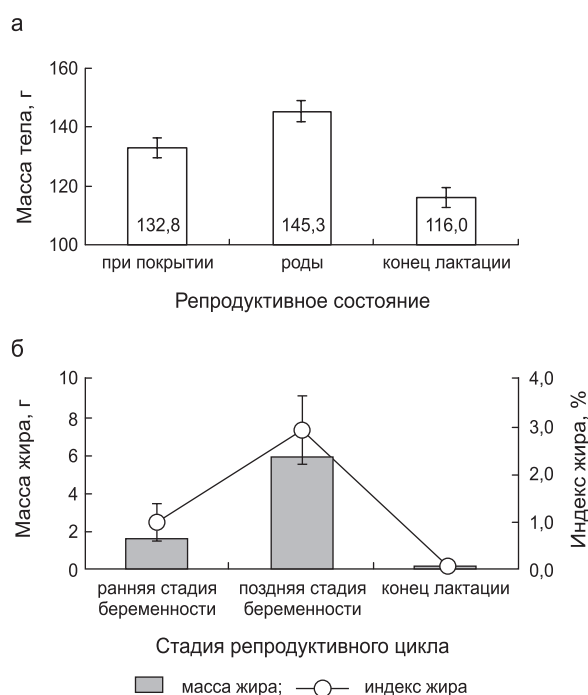 а
Масса тела, г
160
140
120
100
132,8
145,3
116,0
при покрытии
роды
конец лактации
Репродуктивное состояние
б
Масса жира, г
10
8
6
4
2
0
4,0
3,0
2,0
1,0
0,0
Индекс жира, %
ранняя стадия
беременности
поздняя стадия
беременности
конец лактации
Стадия репродуктивного цикла
масса жира; индекс жира